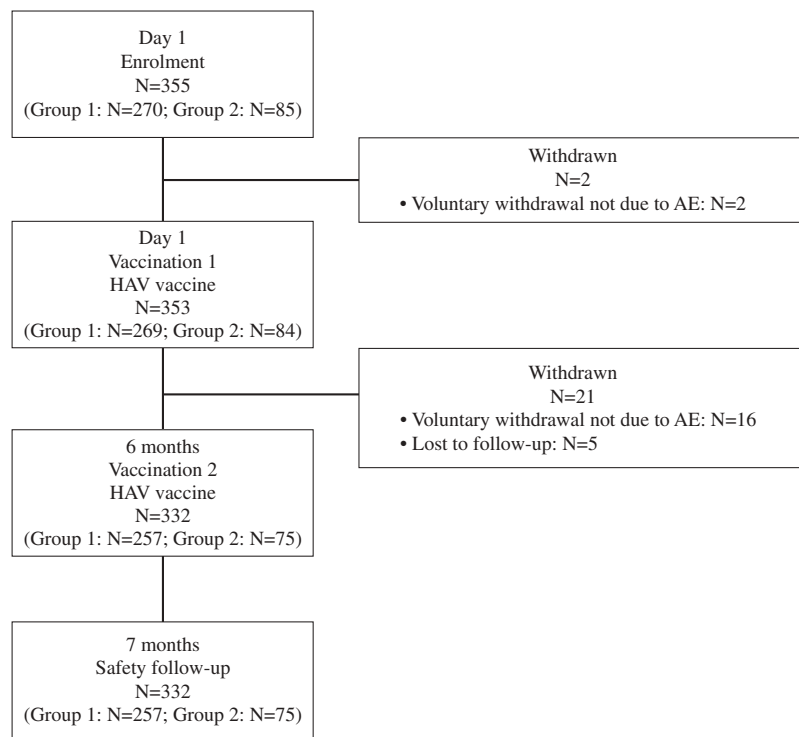 Day 1
Enrolment
N=355
(Group 1: N=270; Group 2: N=85)
Withdrawn
N=2
• Voluntary withdrawal not due to AE: N=2
Day 1
Vaccination 1
HAV vaccine
N=353
(Group 1: N=269; Group 2: N=84)
Withdrawn
N=21
• Voluntary withdrawal not due to AE: N=16
• Lost to follow-up: N=5
6 months
Vaccination 2
HAV vaccine
N=332
(Group 1: N=257; Group 2: N=75)
7 months
Safety follow-up
N=332
(Group 1: N=257; Group 2: N=75)